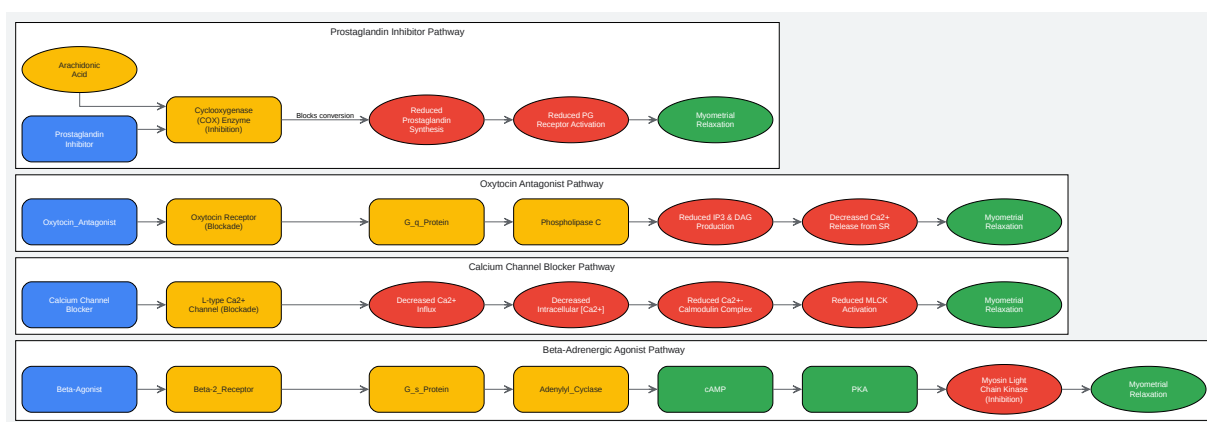 Prostaglandin Inhibitor Pathway
Arachidonic
Acid
Prostaglandin
Inhibitor
Cyclooxygenase
(COX) Enzyme
(Inhibition)
Blocks conversion
Reduced
Prostaglandin
Synthesis
Reduced PG
Receptor Activation
Myometrial
Relaxation
Oxytocin Antagonist Pathway
Oxytocin_Antagonist
Oxytocin Receptor
(Blockade)
G_q_Protein
Phospholipase C
Reduced IP3 & DAG
Production
Decreased Ca2+
Release from SR
Myometrial
Relaxation
Calcium Channel Blocker Pathway
Calcium Channel
Blocker
L-type Ca2+
Channel (Blockade)
Decreased Ca2+
Influx
Decreased
Intracellular [Ca2+]
Reduced Ca2+-
Calmodulin Complex
Reduced MLCK
Activation
Myometrial
Relaxation
Beta-Adrenergic Agonist Pathway
Beta-Agonist
Beta-2_Receptor
G_s_Protein
Adenylyl_Cyclase
cAMP
PKA
Myosin Light
Chain Kinase
(Inhibition)
Myometrial
Relaxation